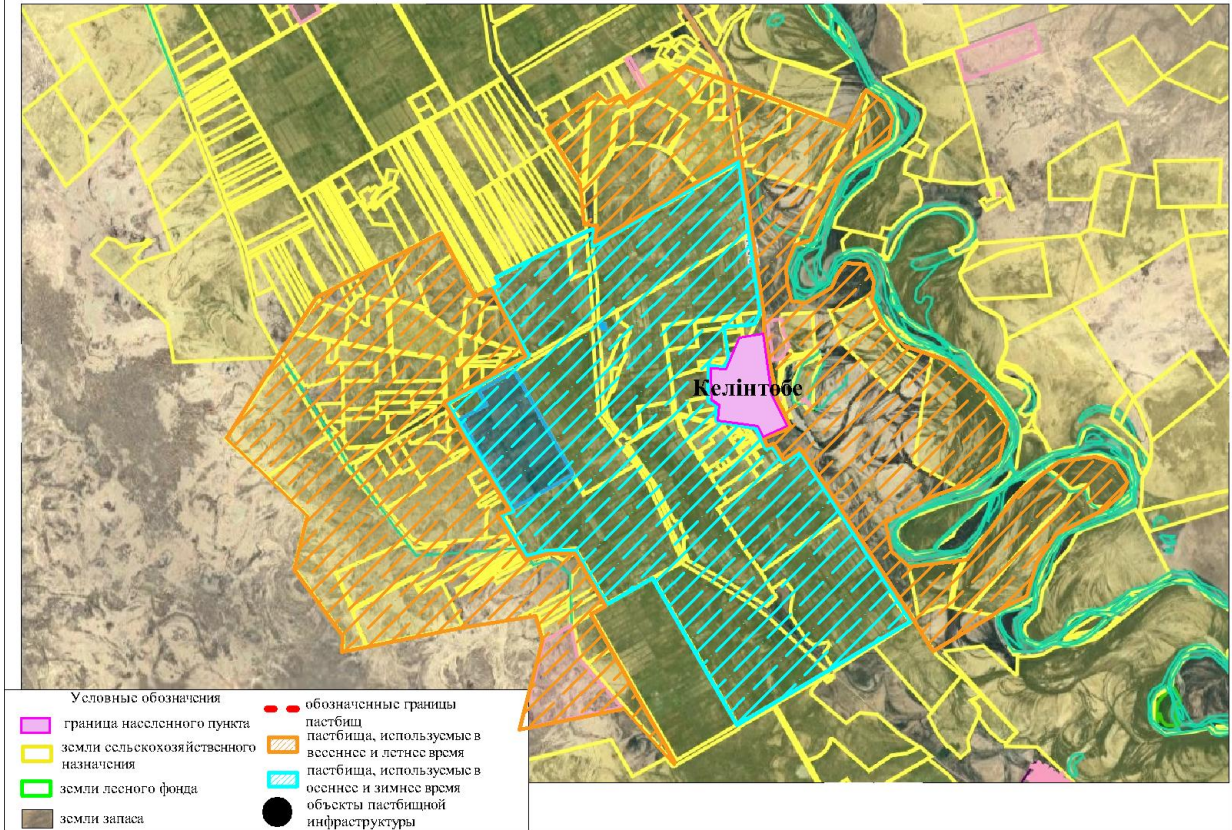 Келінтөбе
Условные обозначения
граница населенного пункта
земли сельскохозяйственного
назначения
земли лесного фонда
земли запаса
обозначенные границы
пастбищ
пастбища, используемые в
весеннее и летнее время
пастбища, используемые в
осеннее и зимнее время
объекты пастбищной
инфраструктуры